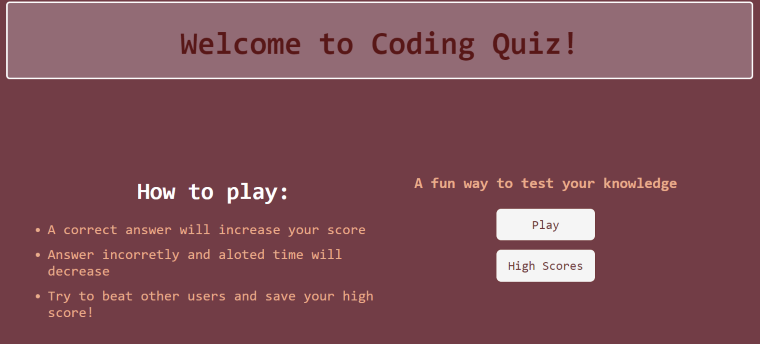 Welcome to Coding Quiz!
How to play:
• A correct answer will increase your score
• Answer incorretly and aloted time will
decrease
• Try to beat other users and save your high
score!
A fun way to test your knowledge
Play
High Scores